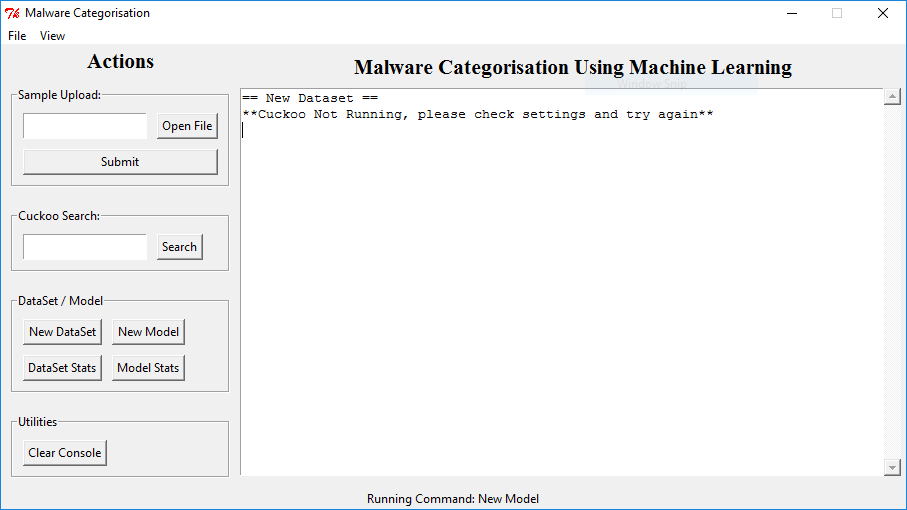 Malware Categorisation
File View
Actions
Malware Categorisation Using Machine Learning
Sample Upload:
Open File
Submit
Cuckoo Search:
Search
DataSet / Model
New DataSet New Model
DataSet Stats Model Stats
Utilities
Clear Console
Window Snip
== New Dataset ==
**Cuckoo Not Running, please check settings and try again**
Running Command: New Model